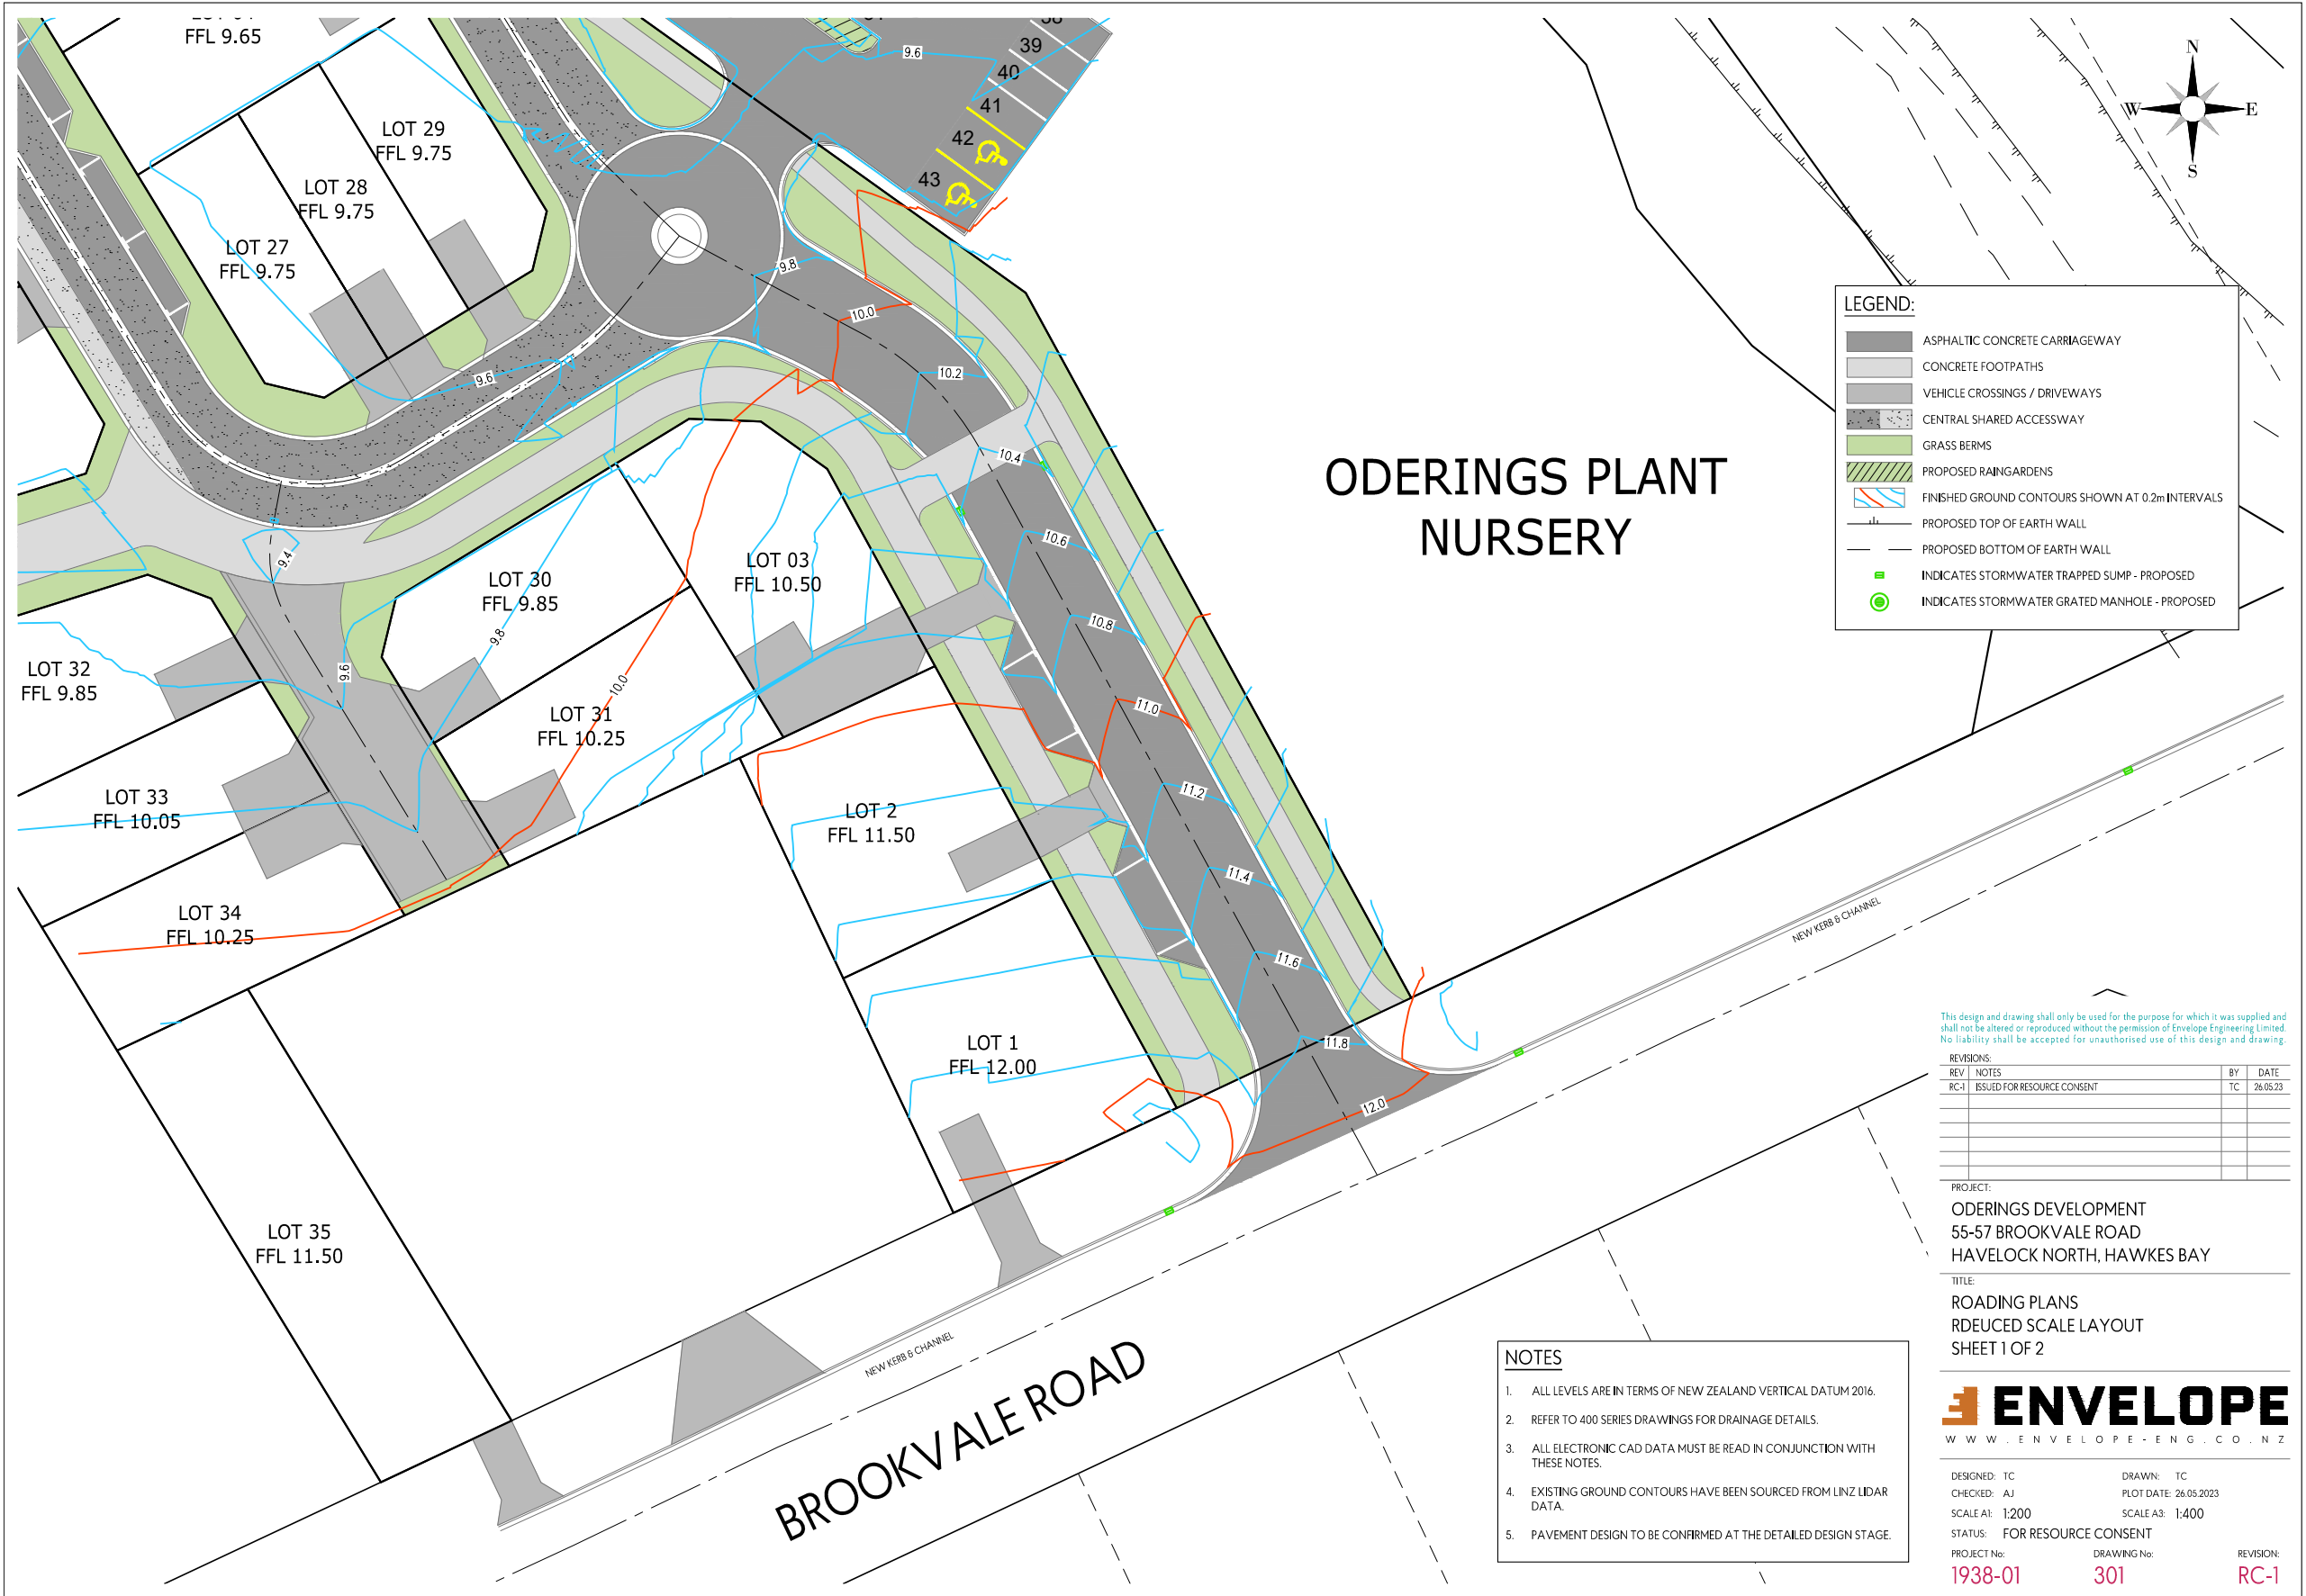 FFL 9.65
LOT 29
FFL 9.75
LOT 28
FFL 9.75
LOT 27
FFL 9.75
9.6
39
40
41
42
43
N
W
E
S
9.8
10.0
10.2
9.6
10.4
10.6
10.8
11.0
11.2
11.4
11.6
11.8
12.0
9.4
9.6
9.8
10.0
LOT 03
FFL 10.50
LOT 30
FFL 9.85
LOT 31
FFL 10.25
LOT 32
FFL 9.85
LOT 33
FFL 10.05
LOT 34
FFL 10.25
LOT 2
FFL 11.50
LOT 1
FFL 12.00
LOT 35
FFL 11.50
ODERINGS PLANT
NURSERY
NEW KERB & CHANNEL
NEW KERB & CHANNEL
BROOKVALE ROAD
LEGEND:
ASPHALTIC CONCRETE CARRIAGEWAY
CONCRETE FOOTPATHS
VEHICLE CROSSINGS / DRIVEWAYS
CENTRAL SHARED ACCESSWAY
GRASS BERMS
PROPOSED RAINGARDENS
FINISHED GROUND CONTOURS SHOWN AT 0.2m INTERVALS
PROPOSED TOP OF EARTH WALL
PROPOSED BOTTOM OF EARTH WALL
INDICATES STORMWATER TRAPPED SUMP - PROPOSED
INDICATES STORMWATER GRATED MANHOLE - PROPOSED
NOTES
1. ALL LEVELS ARE IN TERMS OF NEW ZEALAND VERTICAL DATUM 2016.
2. REFER TO 400 SERIES DRAWINGS FOR DRAINAGE DETAILS.
3. ALL ELECTRONIC CAD DATA MUST BE READ IN CONJUNCTION WITH
THESE NOTES.
4. EXISTING GROUND CONTOURS HAVE BEEN SOURCED FROM LINZ LIDAR
DATA.
5. PAVEMENT DESIGN TO BE CONFIRMED AT THE DETAILED DESIGN STAGE.
This design and drawing shall only be used for the purpose for which it was supplied and
shall not be altered or reproduced without the permission of Envelope Engineering Limited.
No liability shall be accepted for unauthorised use of this design and drawing.
REVISIONS:
REV NOTES BY DATE
RC-1 ISSUED FOR RESOURCE CONSENT TC 26.05.23
PROJECT:
ODERINGS DEVELOPMENT
55-57 BROOKVALE ROAD
HAVELOCK NORTH, HAWKES BAY
TITLE:
ROADING PLANS
RDEUCED SCALE LAYOUT
SHEET 1 OF 2
ENVELOPE
WWW.ENVELOPE-ENG.CO.NZ
DESIGNED: TC DRAWN: TC
CHECKED: AJ PLOT DATE: 26.05.2023
SCALE A1: 1:200 SCALE A3: 1:400
STATUS: FOR RESOURCE CONSENT
PROJECT No: DRAWING No: REVISION:
1938-01 301 RC-1